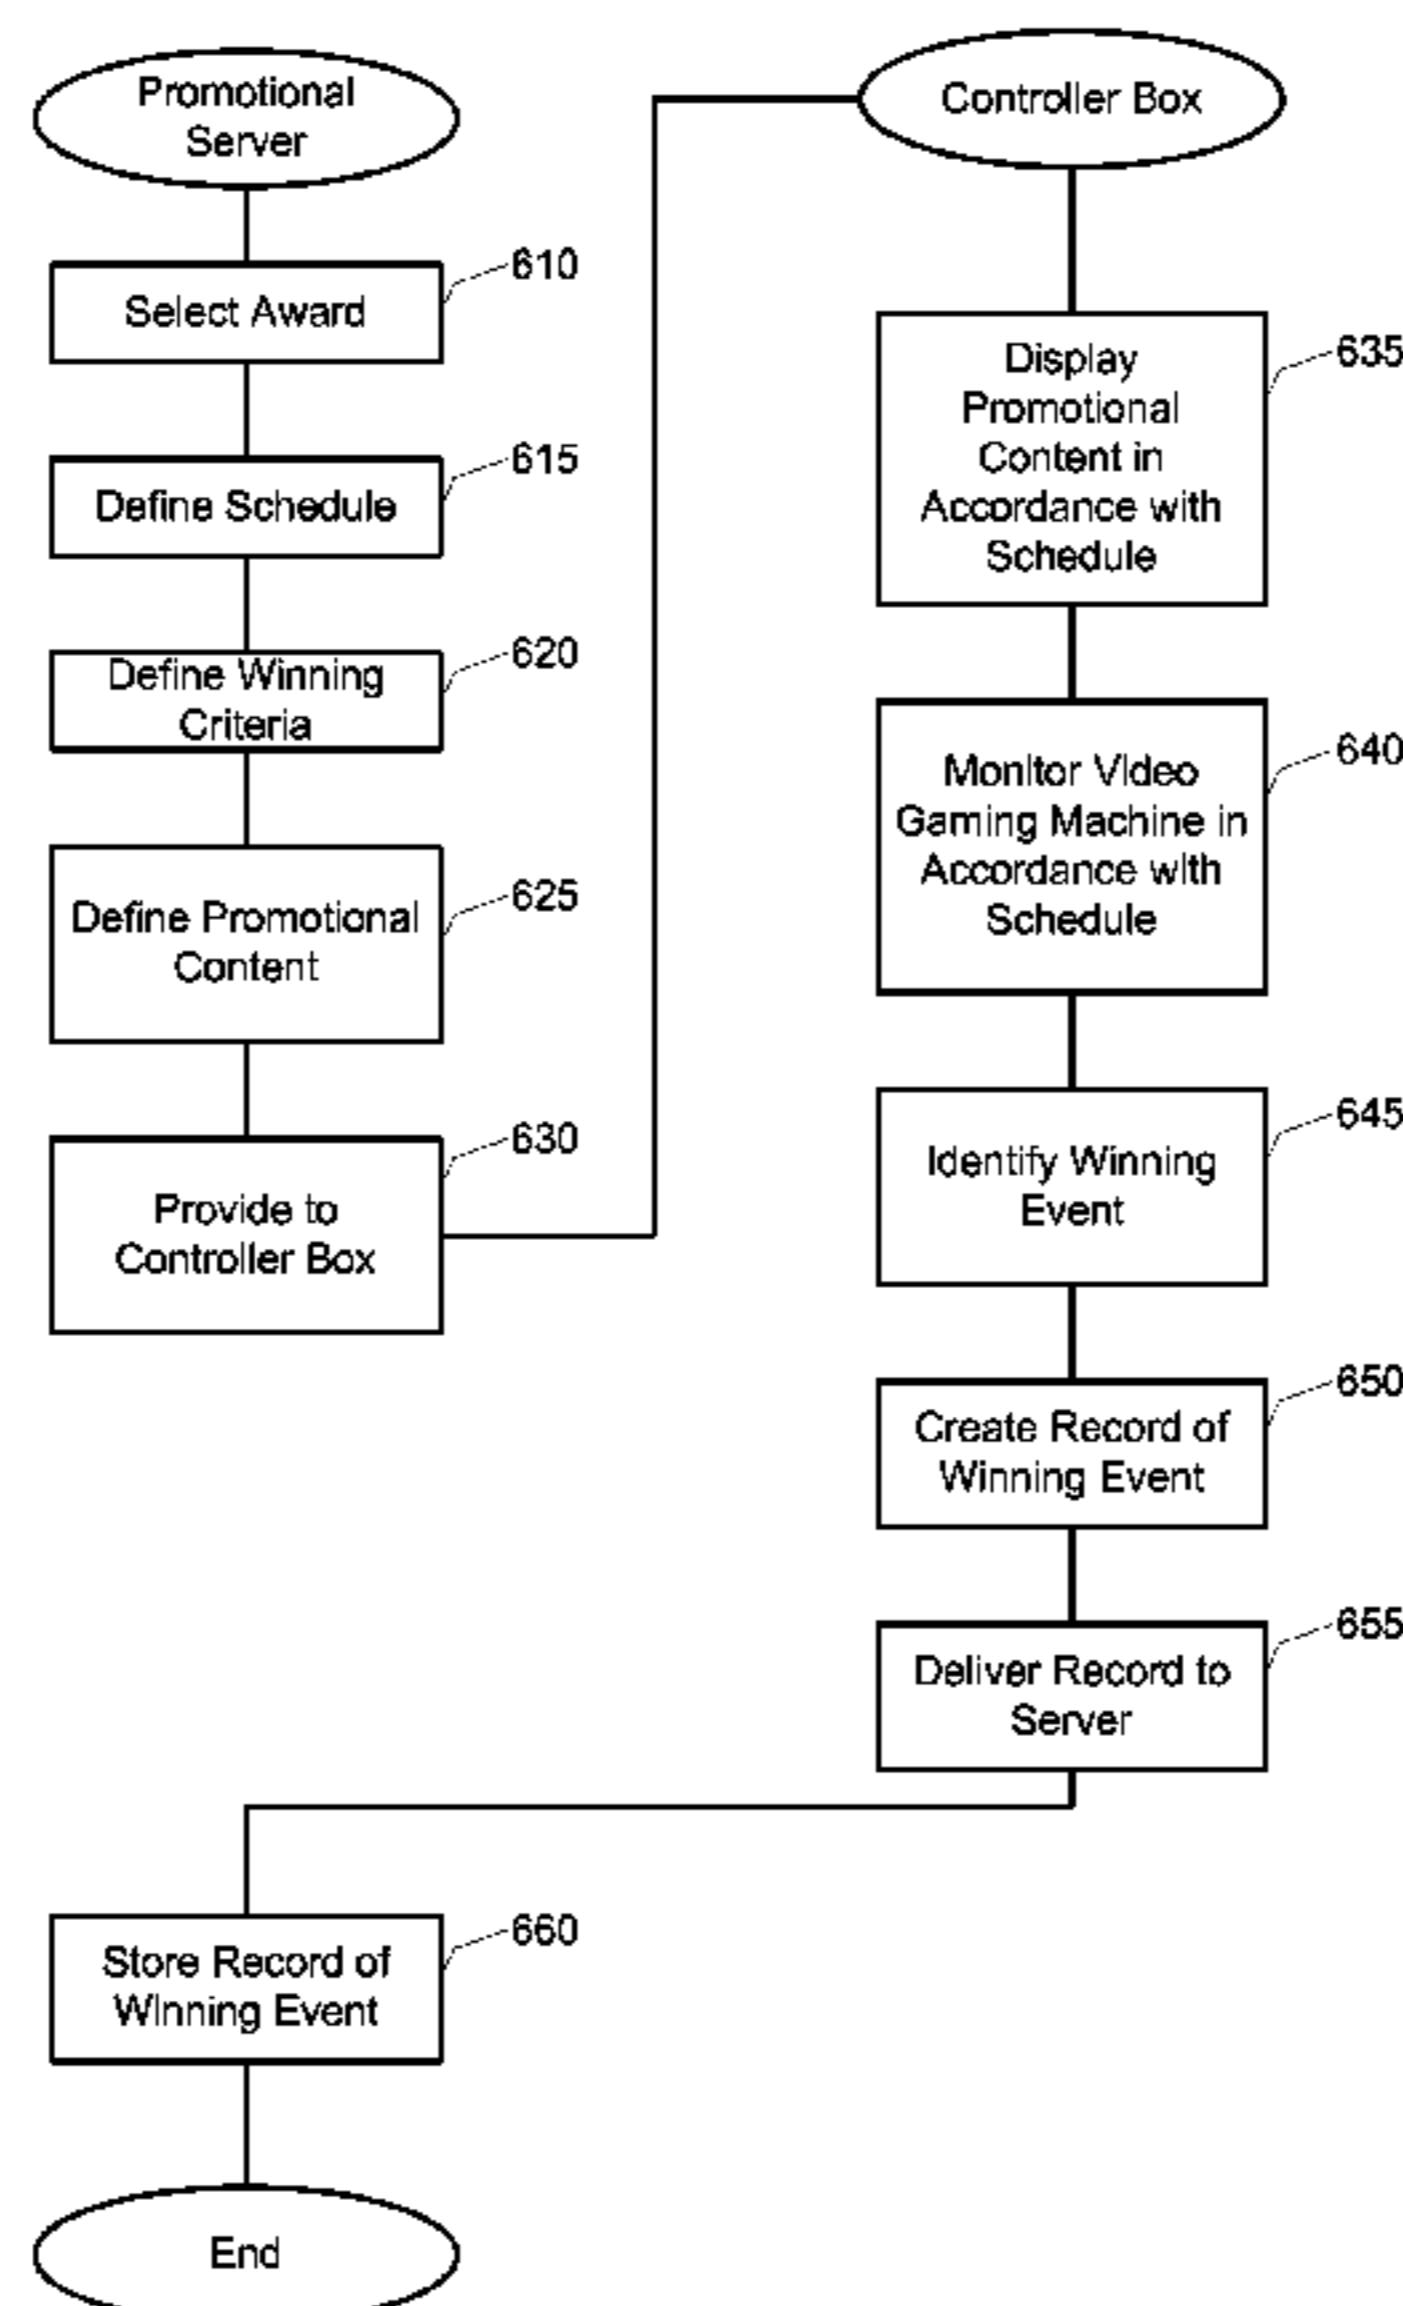 Promotional
Server
610
Select Award
615
Define Schedule
620
Define Winning
Criteria
625
Define Promotional
Content
630
Provide to
Controller Box
Controller Box
635
Display
Promotional
Content in
Accordance with
Schedule
640
Monitor Video
Gaming Machine in
Accordance with
Schedule
645
Identify Winning
Event
650
Create Record of
Winning Event
655
Deliver Record to
Server
660
Store Record of
Winning Event
End